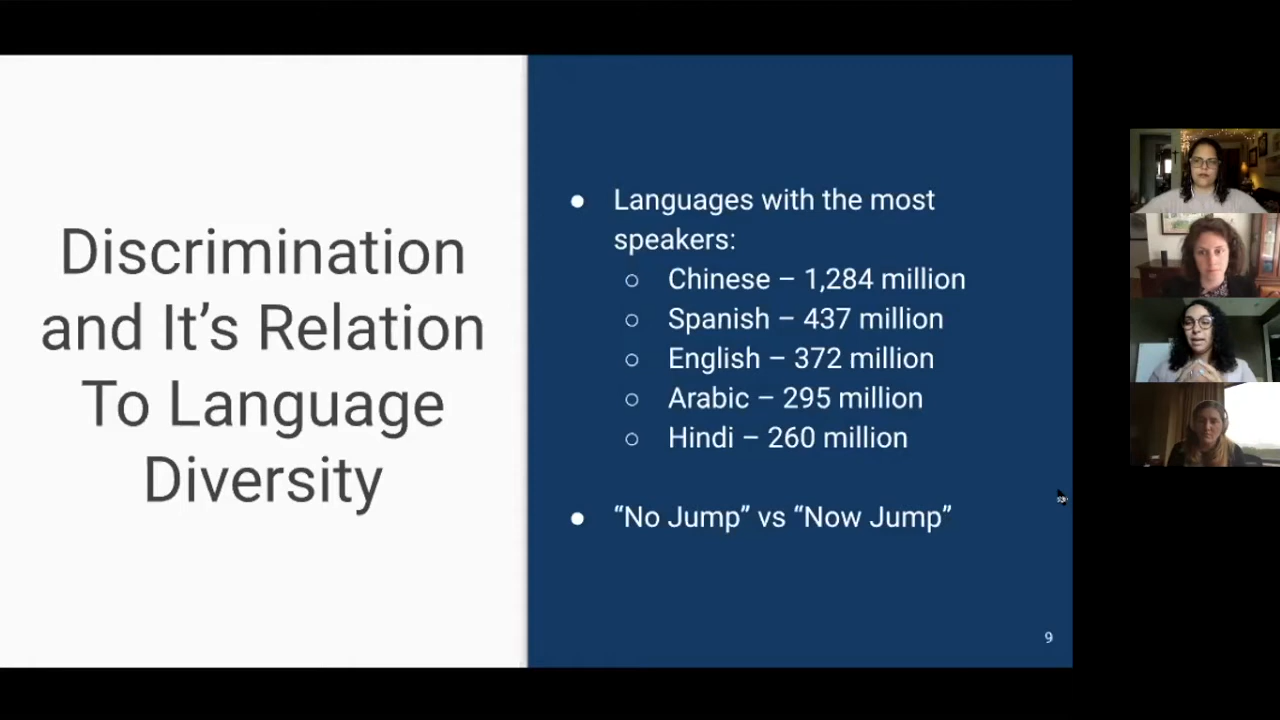 Discrimination
and It’s Relation
To Language
Diversity
● Languages with the most
speakers:
○ Chinese – 1,284 million
○ Spanish – 437 million
○ English – 372 million
○ Arabic – 295 million
○ Hindi – 260 million
● “No Jump” vs “Now Jump”
9